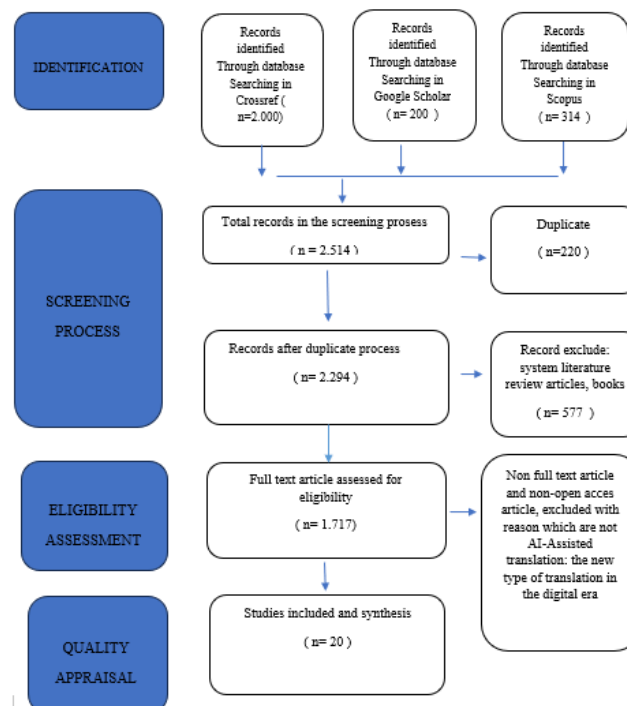 IDENTIFICATION
Records
identified
Through database
Searching in
Crossref (
n=2.000)
Records
identified
Through database
Searching in
Google Scholar
( n= 200 )
Records
identified
Through database
Searching in
Scopus
( n= 314 )
SCREENING
PROCESS
Total records in the screening prosess
( n = 2.514 )
Duplicate
(n=220)
Records after duplicate process
( n= 2.294 )
Record exclude:
system literature
review articles, books
( n= 577 )
ELIGIBILITY
ASSESSMENT
Full text article assessed for
eligibility
( n= 1.717)
Non full text article
and non-open acces
article, excluded with
reason which are not
AI-Assisted
translation: the new
type of translation in
the digital era
QUALITY
APPRAISAL
Studies included and synthesis
( n= 20 )